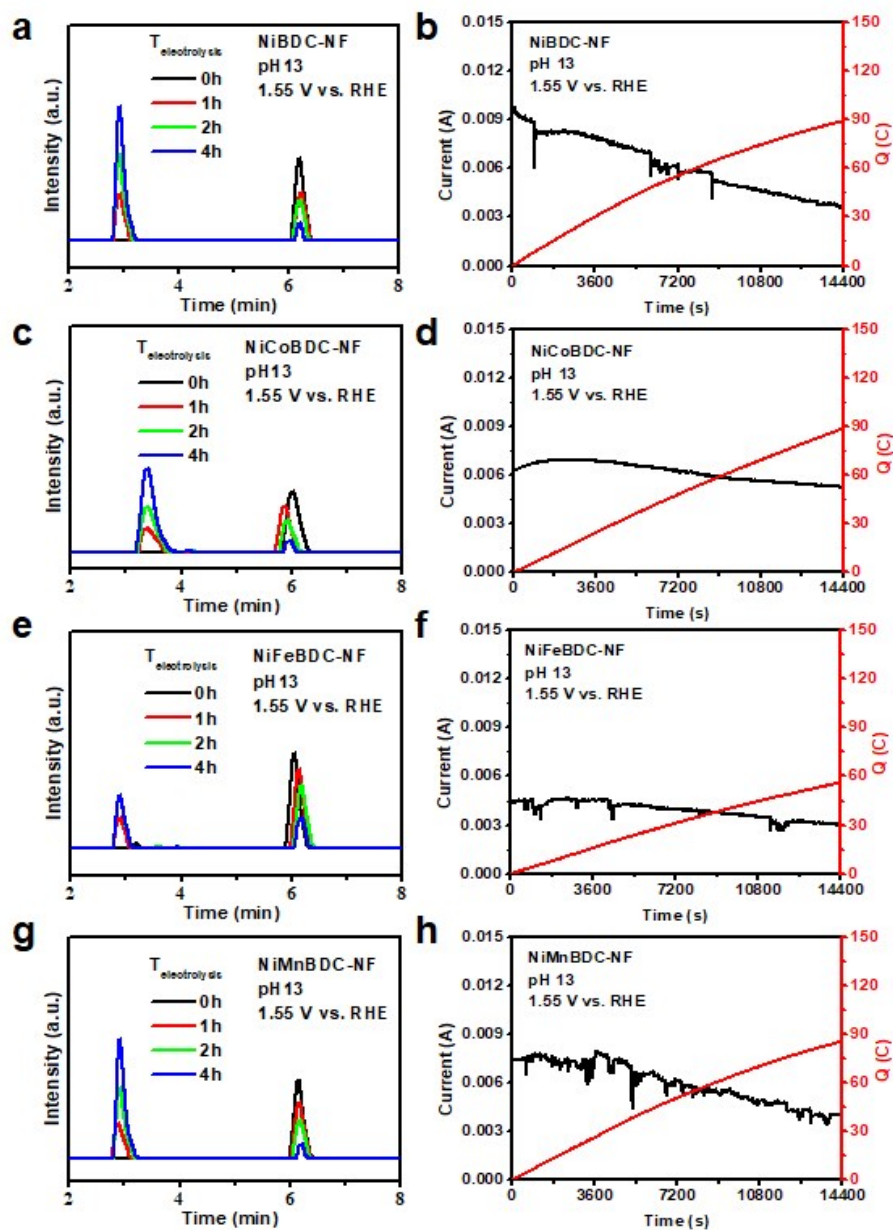 a
T electrolysis
0h
1h
2h
4h
NiBDC-NF
pH 13
1.55 V vs. RHE
Intensity (a.u.)
2 4 6 8
Time (min)
b
NiBDC-NF
pH 13
1.55 V vs. RHE
Current (A)
0.015
0.012
0.009
0.006
0.003
0.000
Q (C)
150
120
90
60
30
0
0 3600 7200 10800 14400
Time (s)
c
T electrolysis
0h
1h
2h
4h
NiCoBDC-NF
pH13
1.55 V vs. RHE
Intensity (a.u.)
2 4 6 8
Time (min)
d
NiCoBDC-NF
pH 13
1.55 V vs. RHE
Current (A)
0.015
0.012
0.009
0.006
0.003
0.000
Q (C)
150
120
90
60
30
0
0 3600 7200 10800 14400
Time (s)
e
T electrolysis
0h
1h
2h
4h
NiFeBDC-NF
pH 13
1.55 V vs. RHE
Intensity (a.u.)
2 4 6 8
Time (min)
f
NiFeBDC-NF
pH 13
1.55 V vs. RHE
Current (A)
0.015
0.012
0.009
0.006
0.003
0.000
Q (C)
150
120
90
60
30
0
0 3600 7200 10800 14400
Time (s)
g
T electrolysis
0h
1h
2h
4h
NiMnBDC-NF
pH13
1.55 V vs. RHE
Intensity (a.u.)
2 4 6 8
Time (min)
h
NiMnBDC-NF
pH 13
1.55 V vs. RHE
Current (A)
0.015
0.012
0.009
0.006
0.003
0.000
Q (C)
150
120
90
60
30
0
0 3600 7200 10800 14400
Time (s)